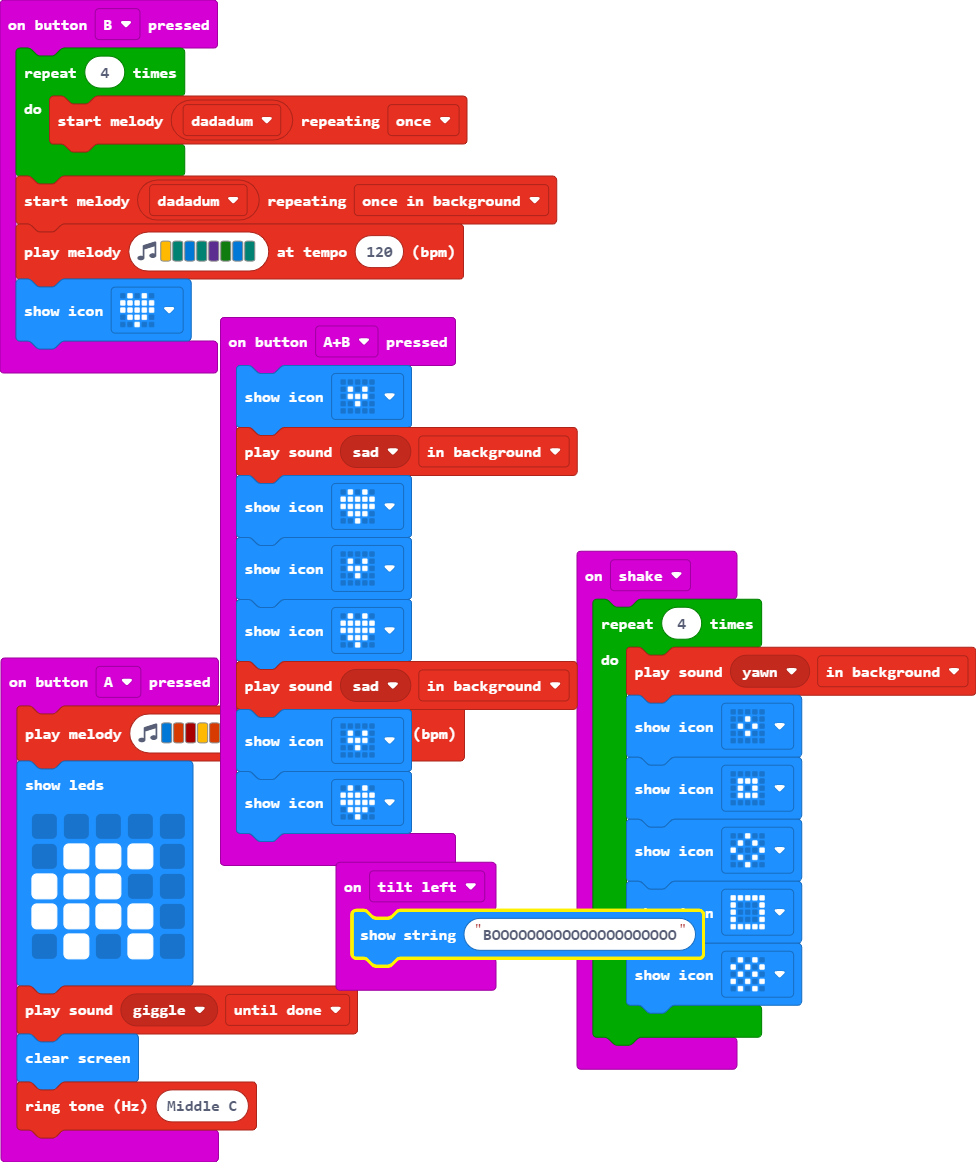 on button B pressed
repeat 4 times
do
start melody dadadum repeating once
start melody dadadum repeating once in background
play melody at tempo 120 (bpm)
show icon
on button A+B pressed
show icon
play sound sad in background
show icon
show icon
show icon
play sound sad in background
show icon
show icon
on shake
repeat 4 times
do
play sound yawn in background
show icon
show icon
show icon
on
show icon
on button A pressed
play melody (bpm)
show leds
play sound giggle until done
clear screen
ring tone (Hz) Middle C
on tilt left
show string "BOOOOOOOOOOOOOOOOOOOOO"